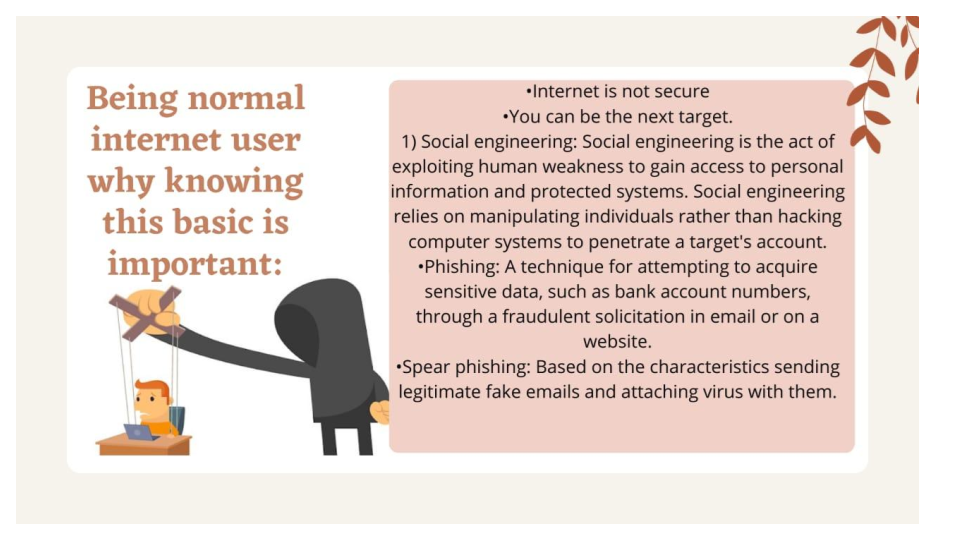 Being normal
internet user
why knowing
this basic is
important:
•Internet is not secure
•You can be the next target.
1) Social engineering: Social engineering is the act of
exploiting human weakness to gain access to personal
information and protected systems. Social engineering
relies on manipulating individuals rather than hacking
computer systems to penetrate a target's account.
•Phishing: A technique for attempting to acquire
sensitive data, such as bank account numbers,
through a fraudulent solicitation in email or on a
website.
•Spear phishing: Based on the characteristics sending
legitimate fake emails and attaching virus with them.